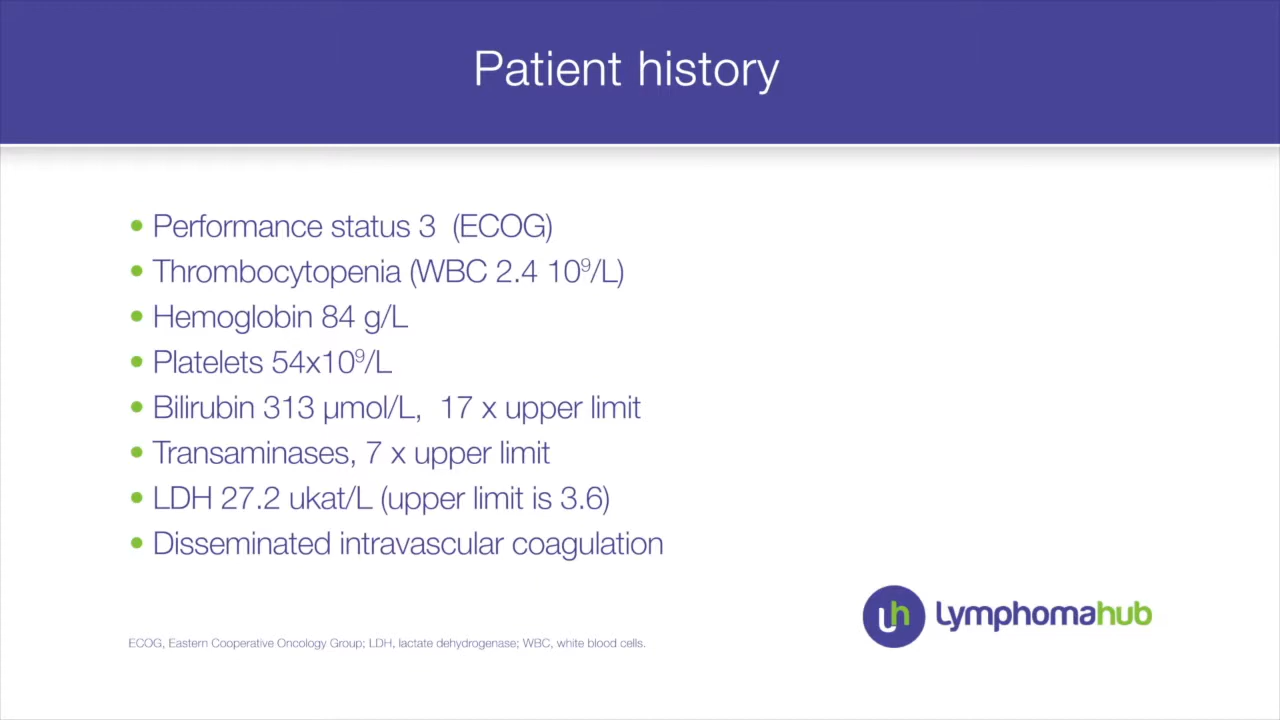 Patient history
• Performance status 3 (ECOG)
• Thrombocytopenia (WBC 2.4 10⁹/L)
• Hemoglobin 84 g/L
• Platelets 54x10⁹/L
• Bilirubin 313 µmol/L, 17 x upper limit
• Transaminases, 7 x upper limit
• LDH 27.2 ukat/L (upper limit is 3.6)
• Disseminated intravascular coagulation
lh Lymphomahub
ECOG, Eastern Cooperative Oncology Group; LDH, lactate dehydrogenase; WBC, white blood cells.